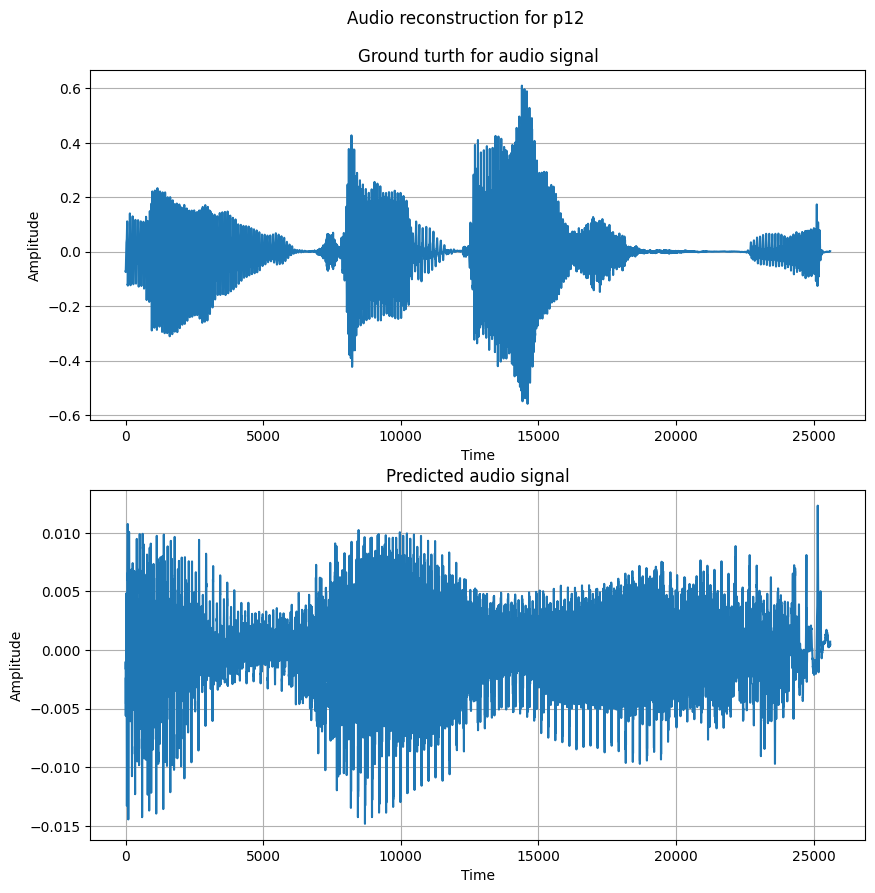 Audio reconstruction for p12
Ground turth for audio signal
0.6
0.4
0.2
0.0
−0.2
−0.4
−0.6
Amplitude
0 5000 10000 15000 20000 25000
Time
Predicted audio signal
0.010
0.005
0.000
−0.005
−0.010
−0.015
Amplitude
0 5000 10000 15000 20000 25000
Time